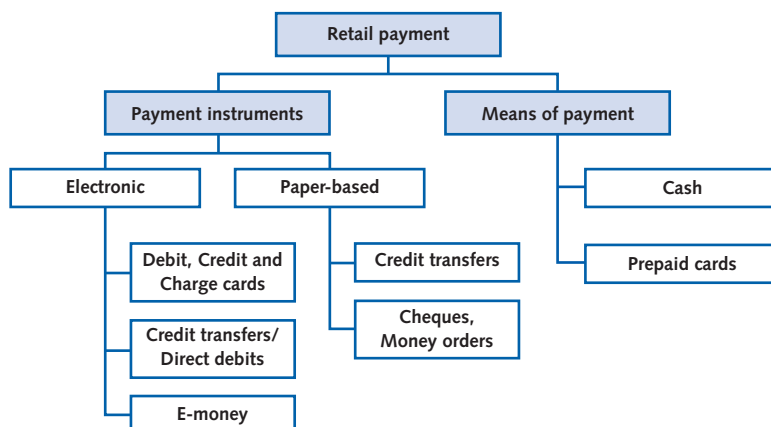 Retail payment
Payment instruments
Means of payment
Electronic
Paper-based
Cash
Debit, Credit and
Charge cards
Credit transfers
Prepaid cards
Credit transfers/
Direct debits
Cheques,
Money orders
E-money